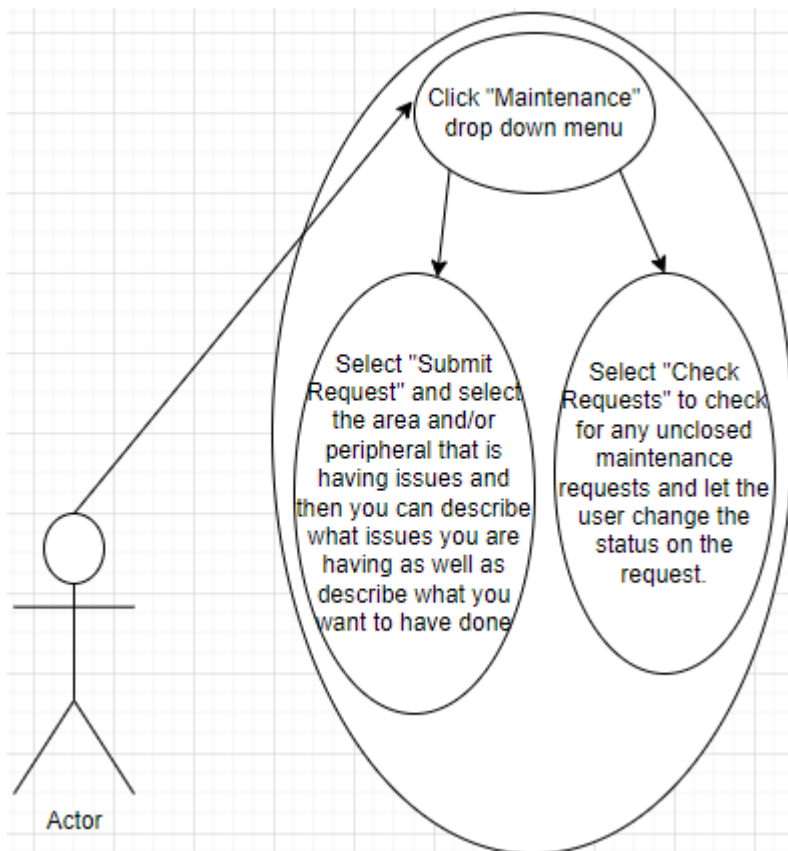 Click "Maintenance"
drop down menu
Select "Submit
Request" and select
the area and/or
peripheral that is
having issues and
then you can describe
what issues you are
having as well as
describe what you
want to have done
Select "Check
Requests" to check
for any unclosed
maintenance
requests and let the
user change the
status on the
request.
Actor